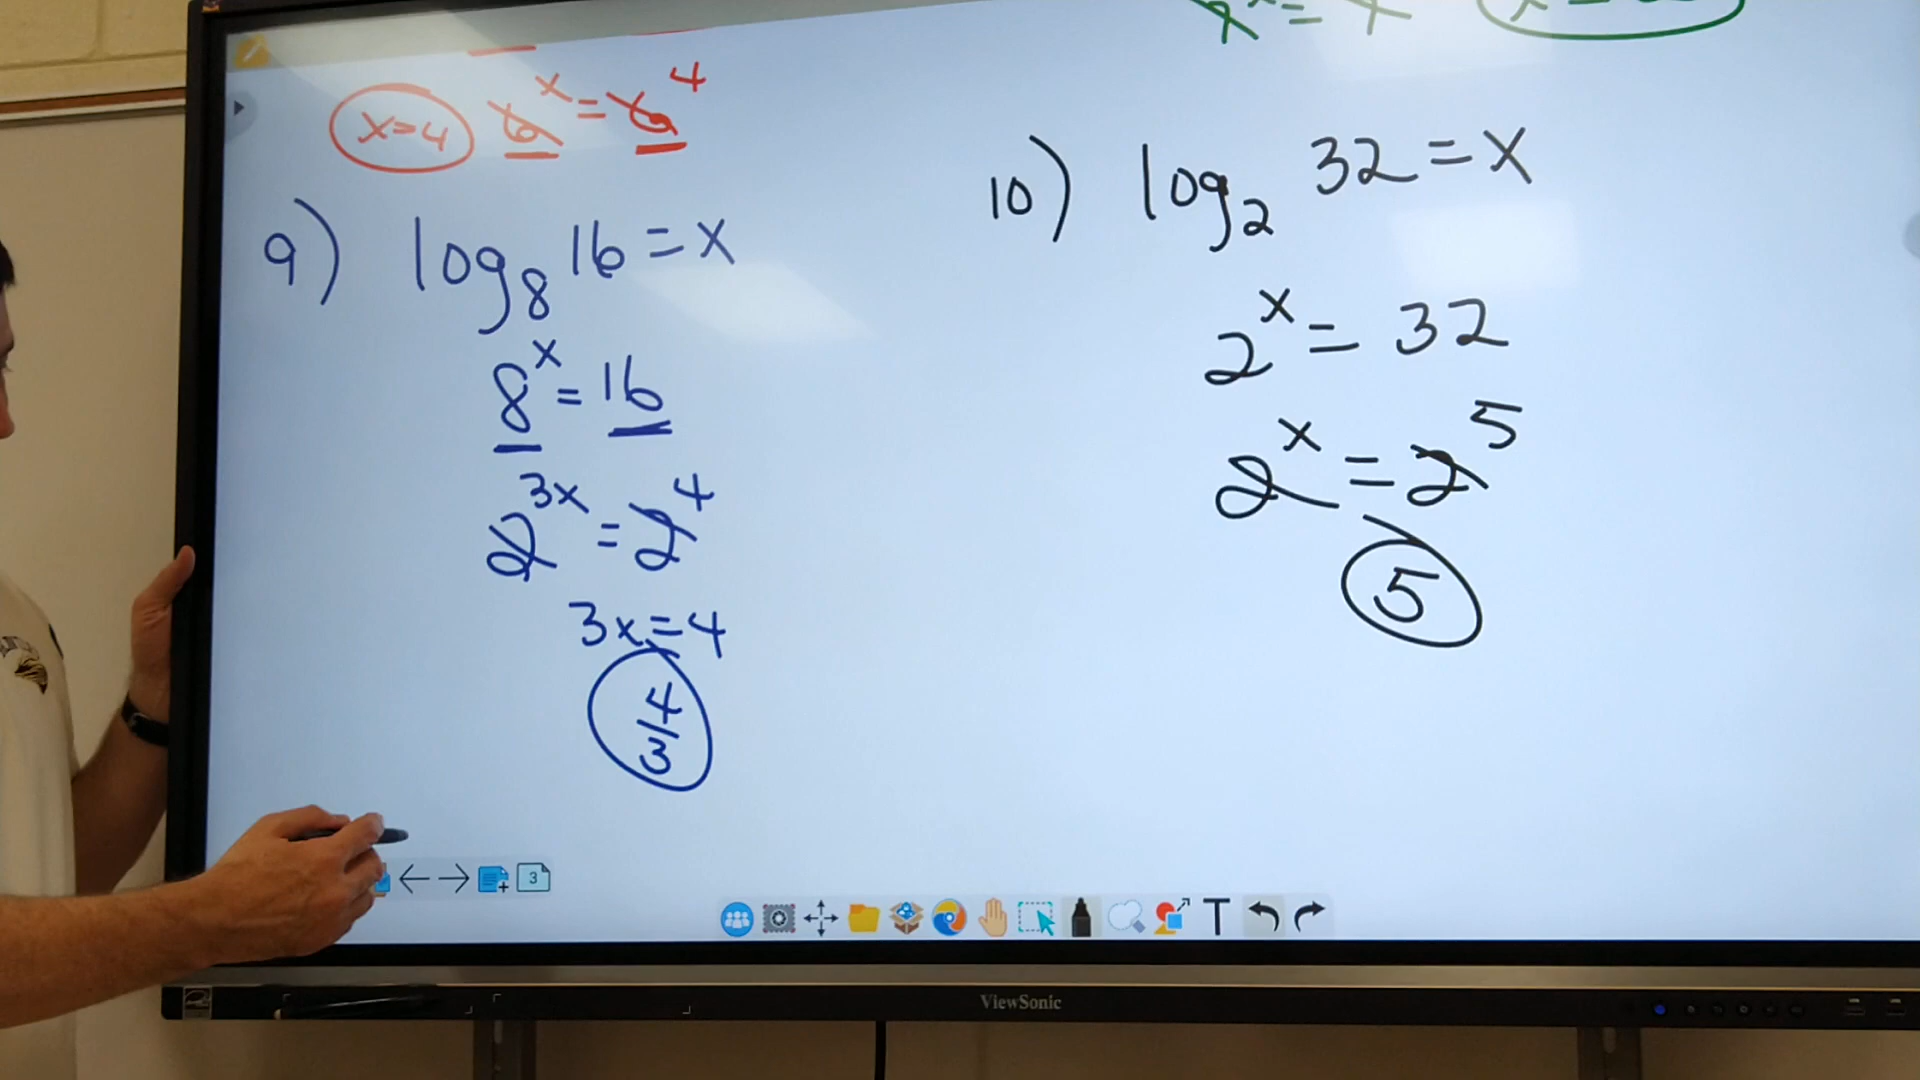 x=4 6^x = 6^4
9) log_8 16 = x
8^x = 16
2^3x = 2^4
3x = 4
4/3
10) log_2 32 = x
2^x = 32
2^x = 2^5
5
3
T
ViewSonic